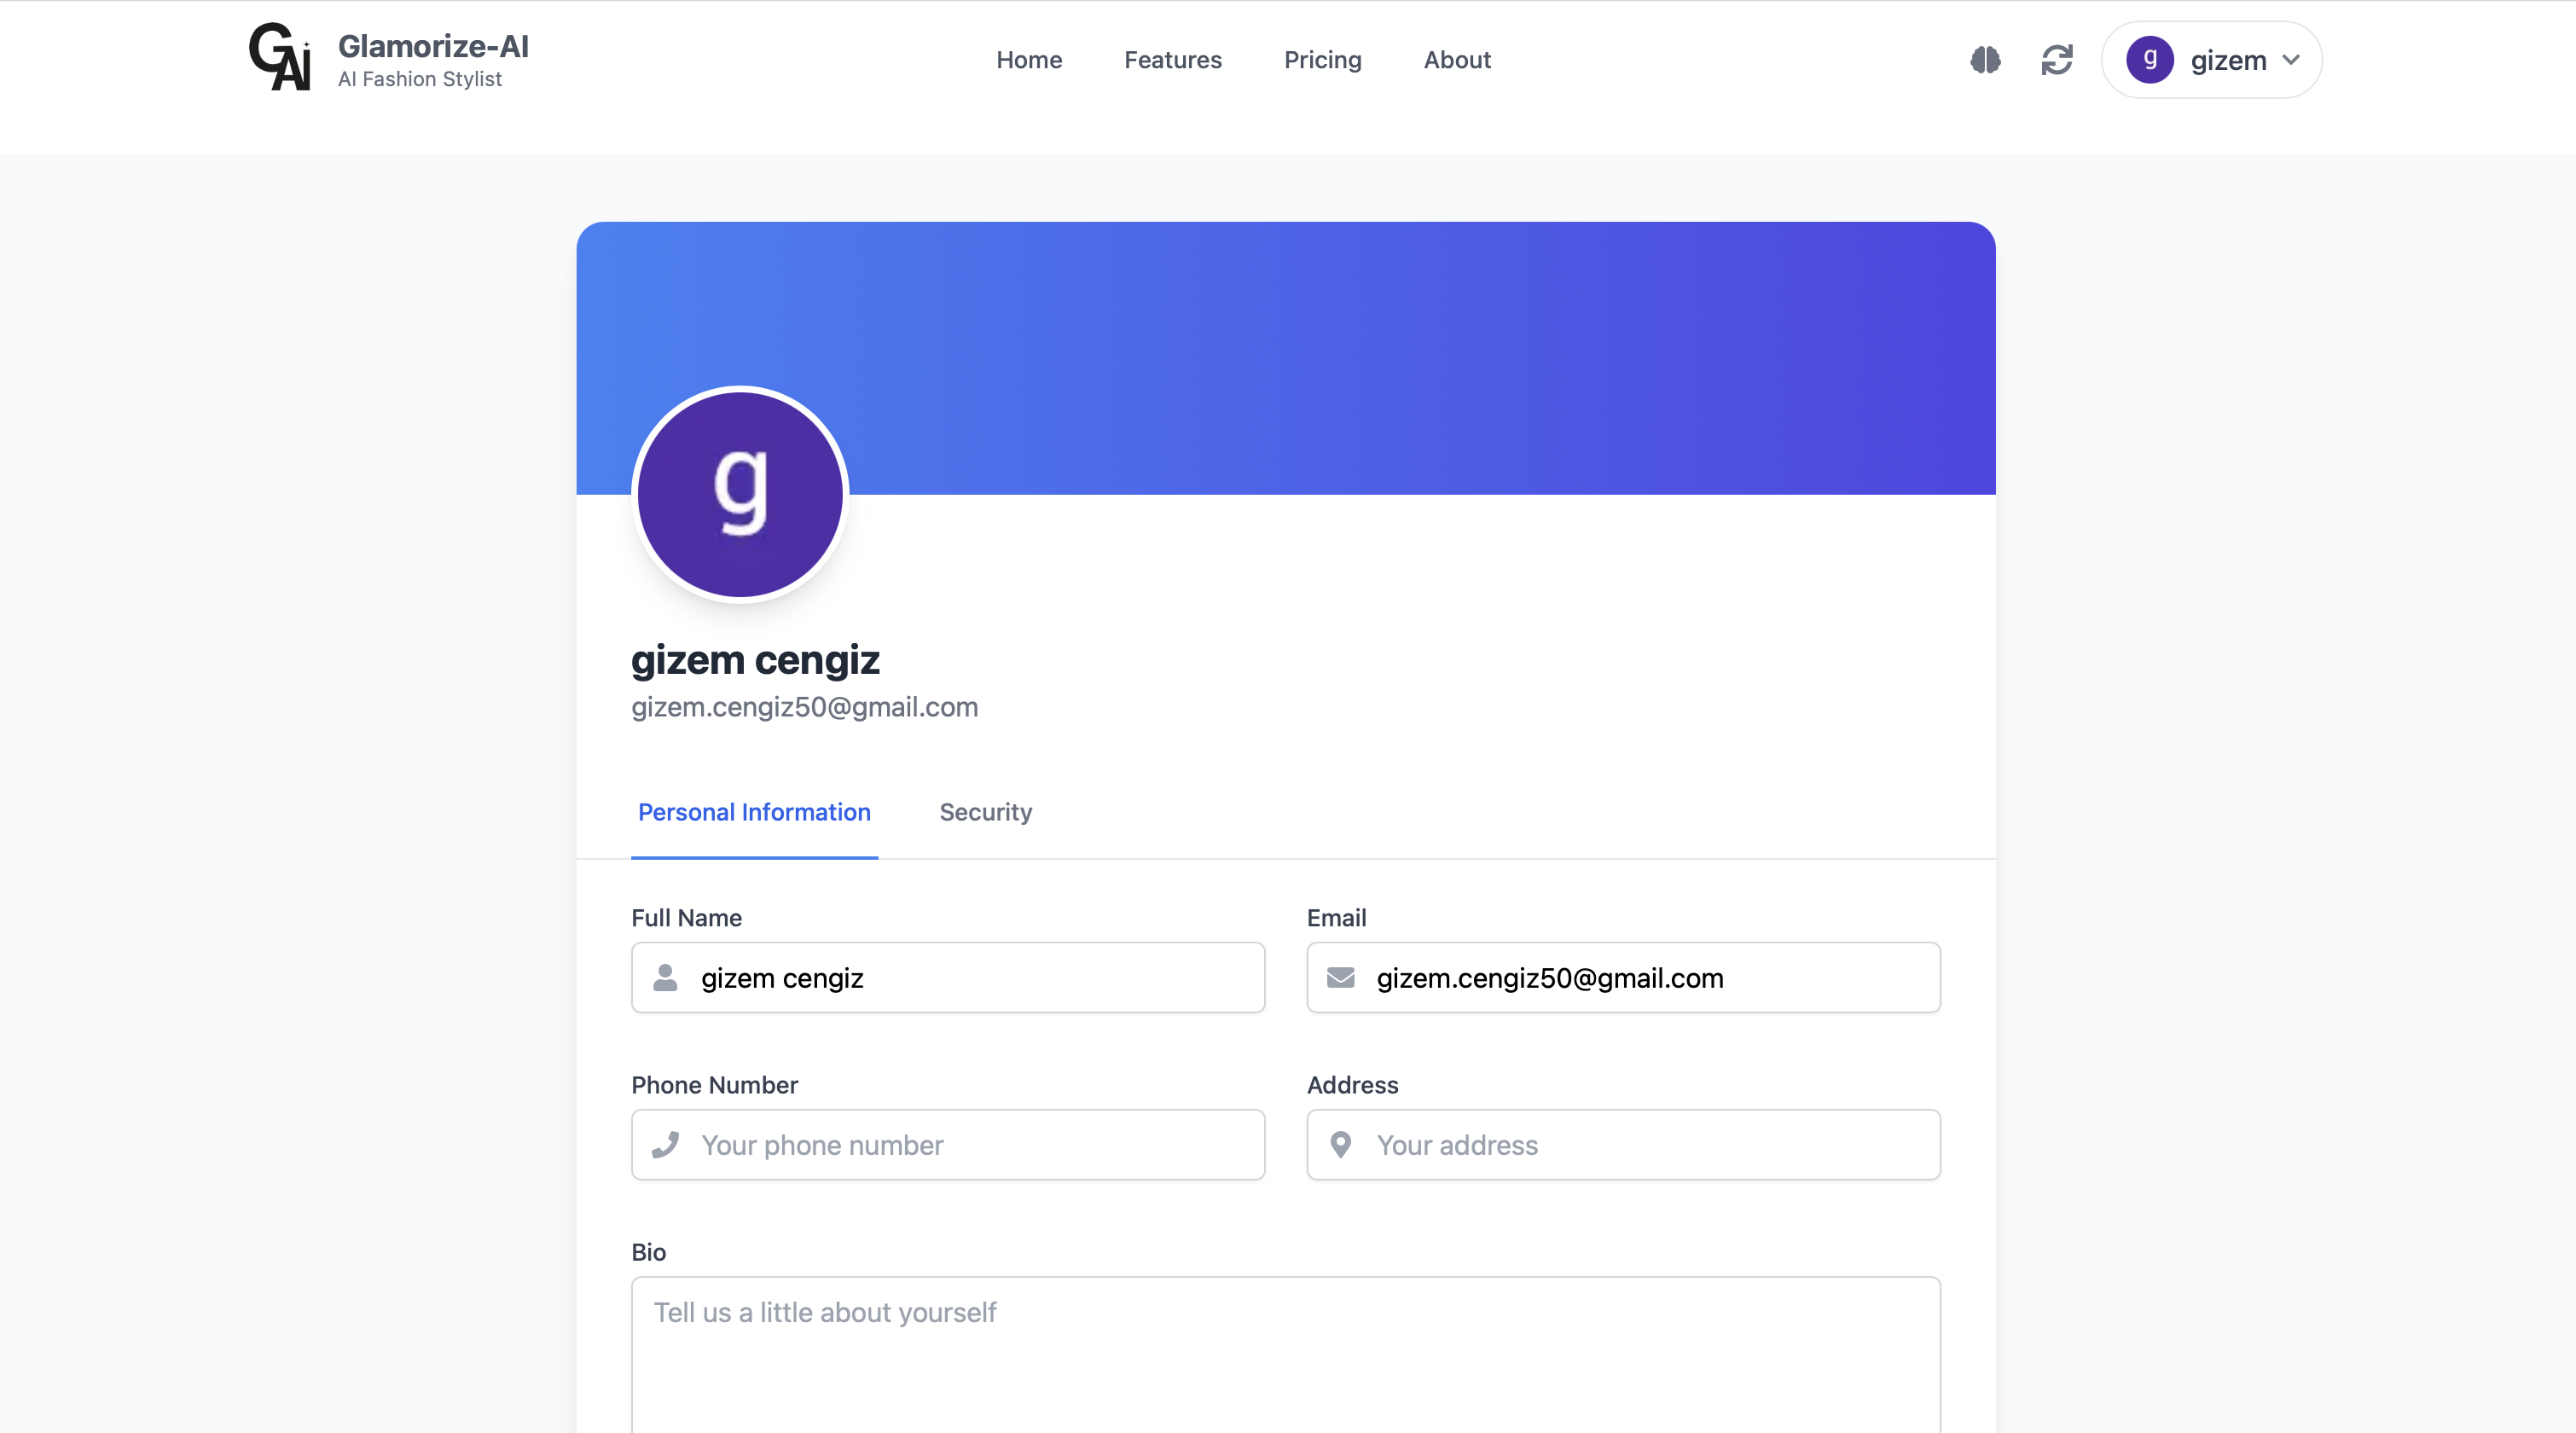 GAI
Glamorize-AI
AI Fashion Stylist
Home Features Pricing About
g gizem
g
gizem cengiz
gizem.cengiz50@gmail.com
Personal Information Security
Full Name Email
gizem cengiz gizem.cengiz50@gmail.com
Phone Number Address
Your phone number Your address
Bio
Tell us a little about yourself